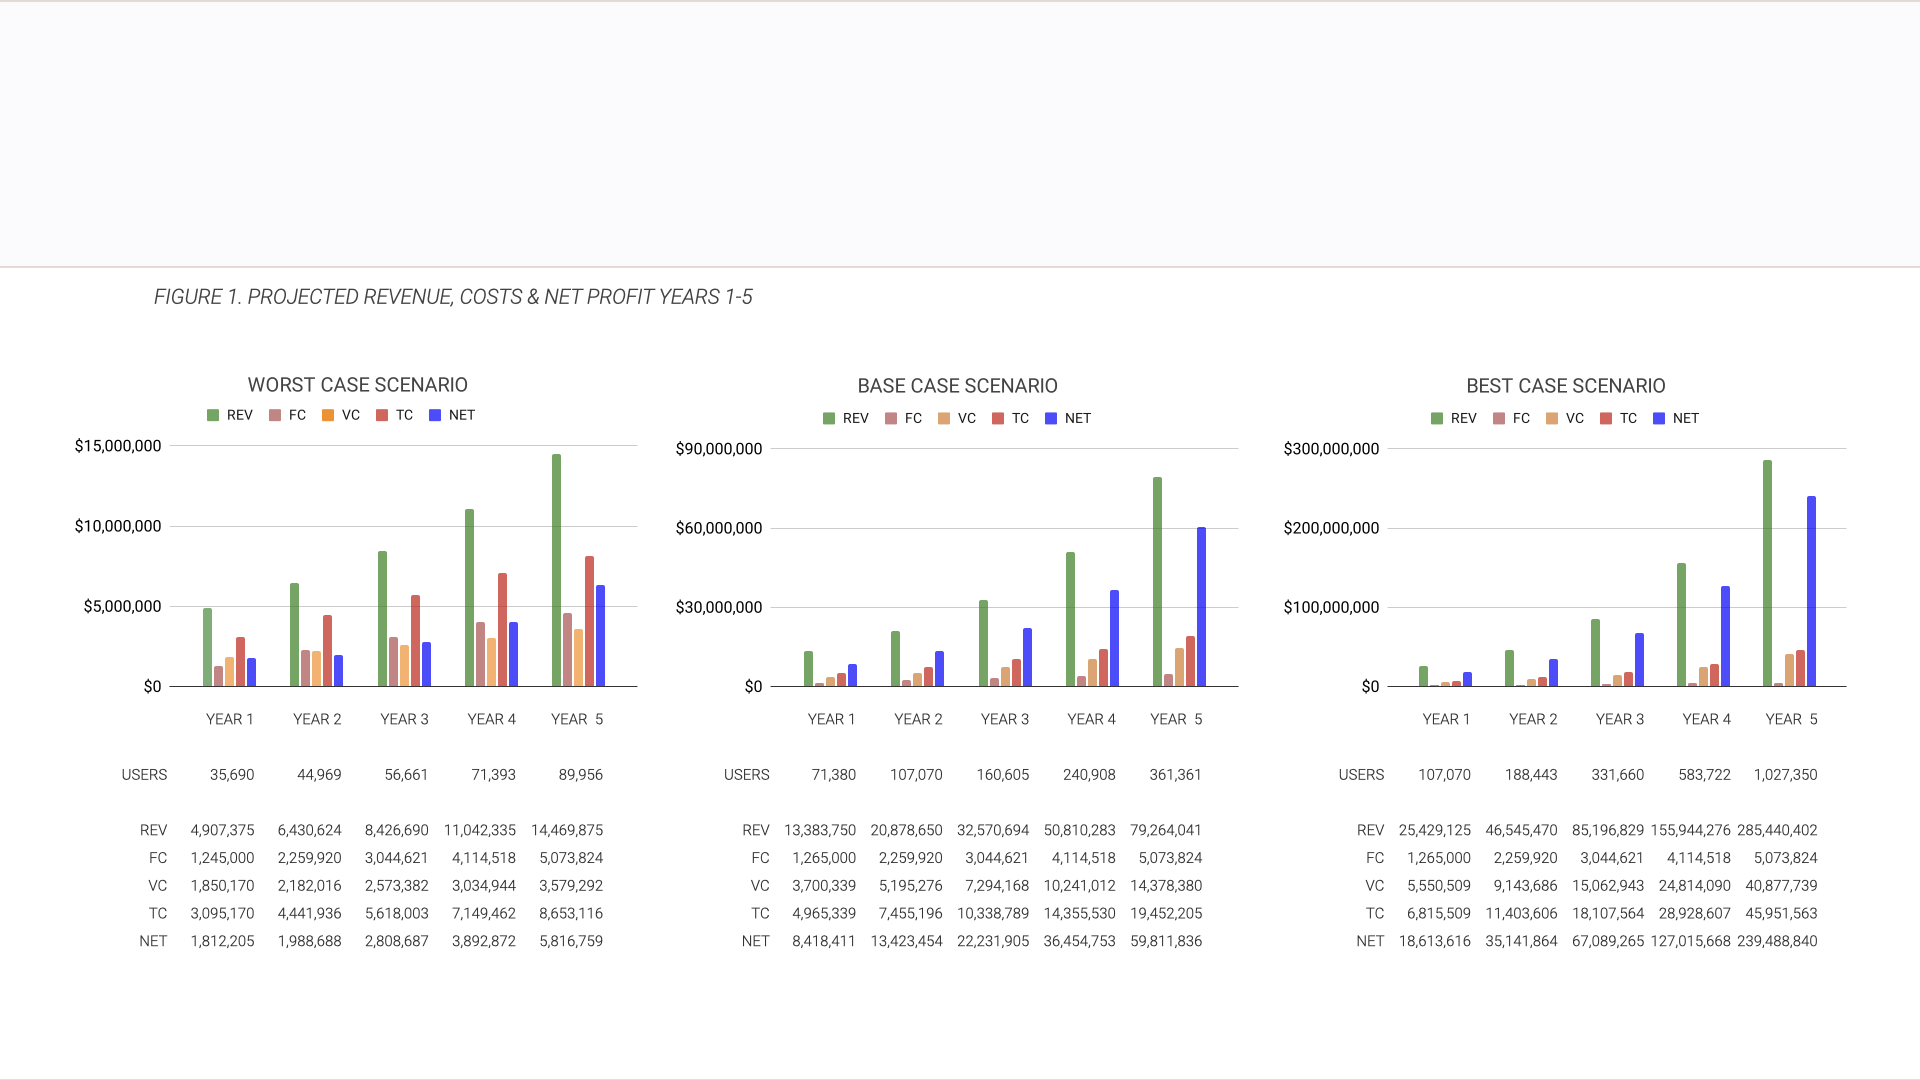 FIGURE 1. PROJECTED REVENUE, COSTS & NET PROFIT YEARS 1-5
WORST CASE SCENARIO
REV FC VC TC NET
$15,000,000
$10,000,000
$5,000,000
$0
YEAR 1 YEAR 2 YEAR 3 YEAR 4 YEAR 5
USERS 35,690 44,969 56,661 71,393 89,956
REV 4,907,375 6,430,624 8,426,690 11,042,335 14,469,875
FC 1,245,000 2,259,920 3,044,621 4,114,518 5,073,824
VC 1,850,170 2,182,016 2,573,382 3,034,944 3,579,292
TC 3,095,170 4,441,936 5,618,003 7,149,462 8,653,116
NET 1,812,205 1,988,688 2,808,687 3,892,872 5,816,759
BASE CASE SCENARIO
REV FC VC TC NET
$90,000,000
$60,000,000
$30,000,000
$0
YEAR 1 YEAR 2 YEAR 3 YEAR 4 YEAR 5
USERS 71,380 107,070 160,605 240,908 361,361
REV 13,383,750 20,878,650 32,570,694 50,810,283 79,264,041
FC 1,265,000 2,259,920 3,044,621 4,114,518 5,073,824
VC 3,700,339 5,195,276 7,294,168 10,241,012 14,378,380
TC 4,965,339 7,455,196 10,338,789 14,355,530 19,452,205
NET 8,418,411 13,423,454 22,231,905 36,454,753 59,811,836
BEST CASE SCENARIO
REV FC VC TC NET
$300,000,000
$200,000,000
$100,000,000
$0
YEAR 1 YEAR 2 YEAR 3 YEAR 4 YEAR 5
USERS 107,070 188,443 331,660 583,722 1,027,350
REV 25,429,125 46,545,470 85,196,829 155,944,276 285,440,402
FC 1,265,000 2,259,920 3,044,621 4,114,518 5,073,824
VC 5,550,509 9,143,686 15,062,943 24,814,090 40,877,739
TC 6,815,509 11,403,606 18,107,564 28,928,607 45,951,563
NET 18,613,616 35,141,864 67,089,265 127,015,668 239,488,840